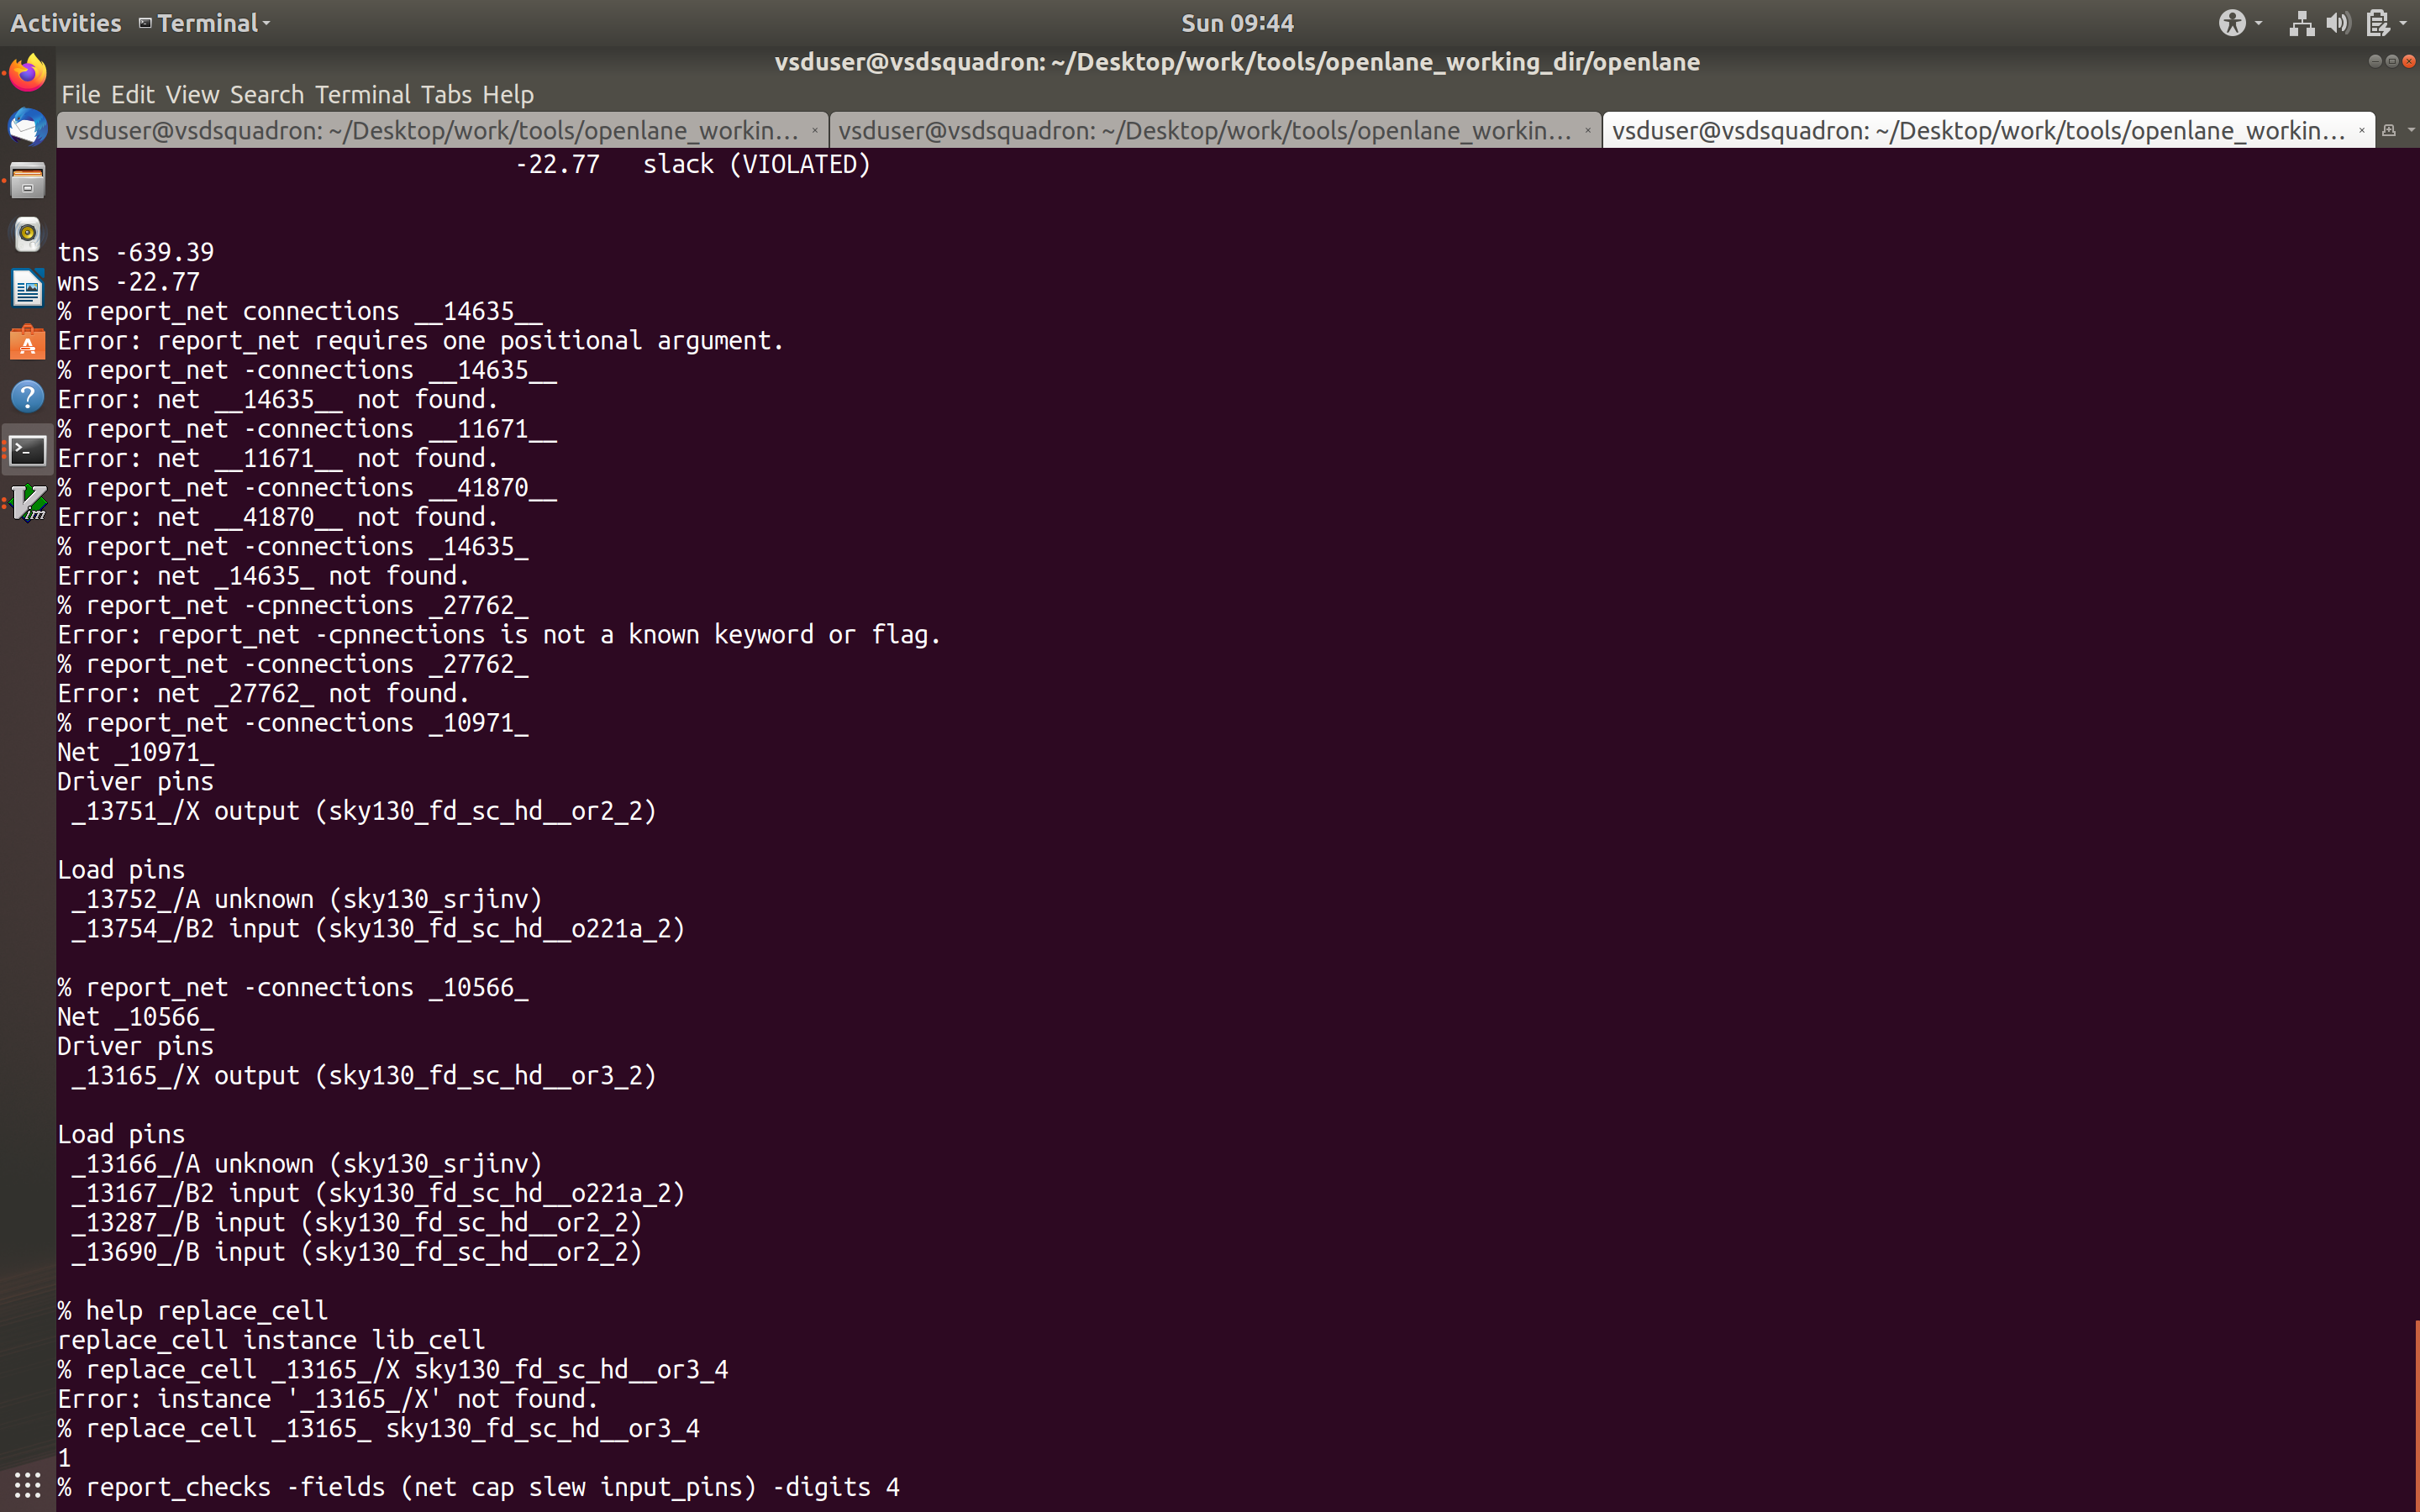 Activities Terminal
Sun 09:44
vsduser@vsdsquadron: ~/Desktop/work/tools/openlane_working_dir/openlane
File Edit View Search Terminal Tabs Help
vsduser@vsdsquadron: ~/Desktop/work/tools/openlane_workin... vsduser@vsdsquadron: ~/Desktop/work/tools/openlane_workin... vsduser@vsdsquadron: ~/Desktop/work/tools/openlane_workin...
-22.77 slack (VIOLATED)
tns -639.39
wns -22.77
% report_net connections __14635__
Error: report_net requires one positional argument.
% report_net -connections __14635__
Error: net __14635__ not found.
% report_net -connections __11671__
Error: net __11671__ not found.
% report_net -connections __41870__
Error: net __41870__ not found.
% report_net -connections _14635_
Error: net _14635_ not found.
% report_net -cpnnections _27762_
Error: report_net -cpnnections is not a known keyword or flag.
% report_net -connections _27762_
Error: net _27762_ not found.
% report_net -connections _10971_
Net _10971_
Driver pins
_13751_/X output (sky130_fd_sc_hd__or2_2)
Load pins
_13752_/A unknown (sky130_srjinv)
_13754_/B2 input (sky130_fd_sc_hd__o221a_2)
% report_net -connections _10566_
Net _10566_
Driver pins
_13165_/X output (sky130_fd_sc_hd__or3_2)
Load pins
_13166_/A unknown (sky130_srjinv)
_13167_/B2 input (sky130_fd_sc_hd__o221a_2)
_13287_/B input (sky130_fd_sc_hd__or2_2)
_13690_/B input (sky130_fd_sc_hd__or2_2)
% help replace_cell
replace_cell instance lib_cell
% replace_cell _13165_/X sky130_fd_sc_hd__or3_4
Error: instance '_13165_/X' not found.
% replace_cell _13165_ sky130_fd_sc_hd__or3_4
1
% report_checks -fields (net cap slew input_pins) -digits 4